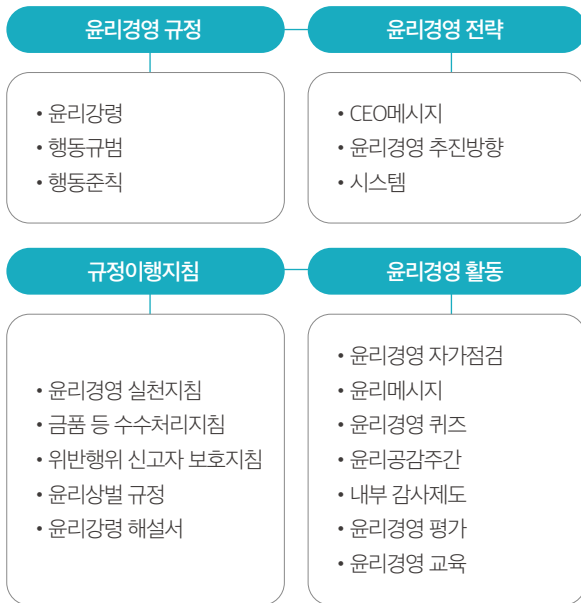 윤리경영 규정
윤리경영 전략
• 윤리강령
• 행동규범
• 행동준칙
• CEO메시지
• 윤리경영 추진방향
• 시스템
규정이행지침
윤리경영 활동
• 윤리경영 실천지침
• 금품 등 수수처리지침
• 위반행위 신고자 보호지침
• 윤리상벌 규정
• 윤리강령 해설서
• 윤리경영 자가점검
• 윤리메시지
• 윤리경영 퀴즈
• 윤리공감주간
• 내부 감사제도
• 윤리경영 평가
• 윤리경영 교육